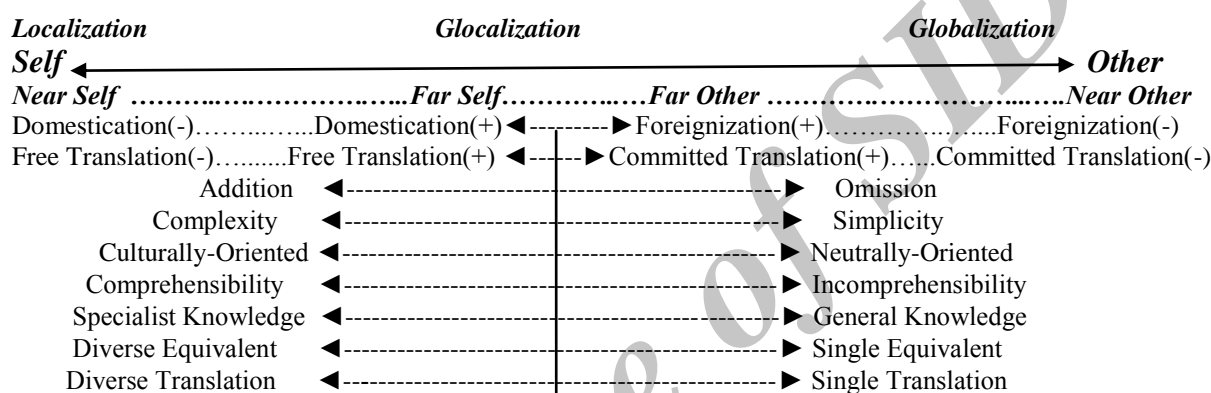 Localization Glocalization Globalization
Self ◄──────────► Other
Near Self ……………………………...Far Self……………Far Other …………………………...….Near Other
Domestication(-)……...…...Domestication(+) ◄---------►Foreignization(+)…………………....Foreignization(-)
Free Translation(-)…......Free Translation(+) ◄------►Committed Translation(+)…...Committed Translation(-)
Addition ◄----------► Omission
Complexity ◄----------► Simplicity
Culturally-Oriented ◄----------► Neutrally-Oriented
Comprehensibility ◄----------► Incomprehensibility
Specialist Knowledge ◄----------► General Knowledge
Diverse Equivalent ◄----------► Single Equivalent
Diverse Translation ◄----------► Single Translation
e of SID